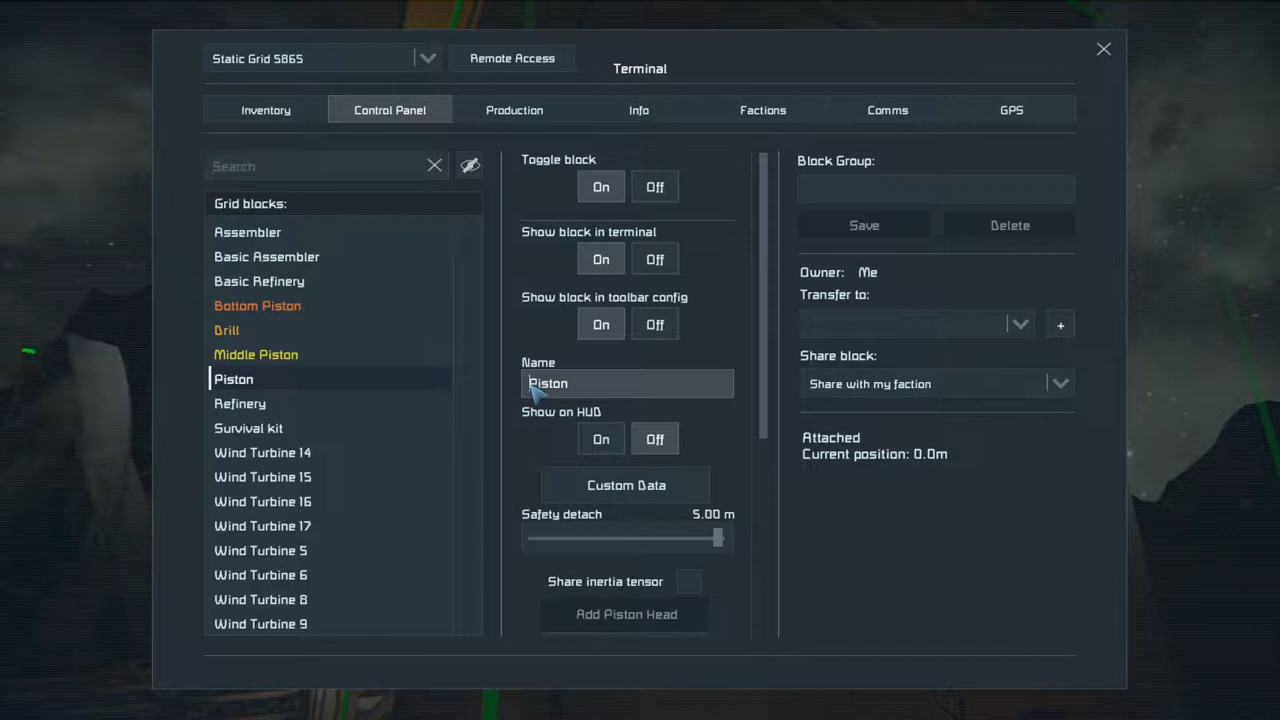 Static Grid 5865
Remote Access
Terminal
Inventory
Control Panel
Production
Info
Factions
Comms
GPS
Search
Grid blocks:
Assembler
Basic Assembler
Basic Refinery
Bottom Piston
Drill
Middle Piston
Piston
Refinery
Survival kit
Wind Turbine 14
Wind Turbine 15
Wind Turbine 16
Wind Turbine 17
Wind Turbine 5
Wind Turbine 6
Wind Turbine 8
Wind Turbine 9
Toggle block
On Off
Show block in terminal
On Off
Show block in toolbar config
On Off
Name
Piston
Show on HUD
On Off
Custom Data
Safety detach 5.00 m
Share inertia tensor
Add Piston Head
Block Group:
Save Delete
Owner: Me
Transfer to:
+
Share block:
Share with my faction
Attached
Current position: 0.0m